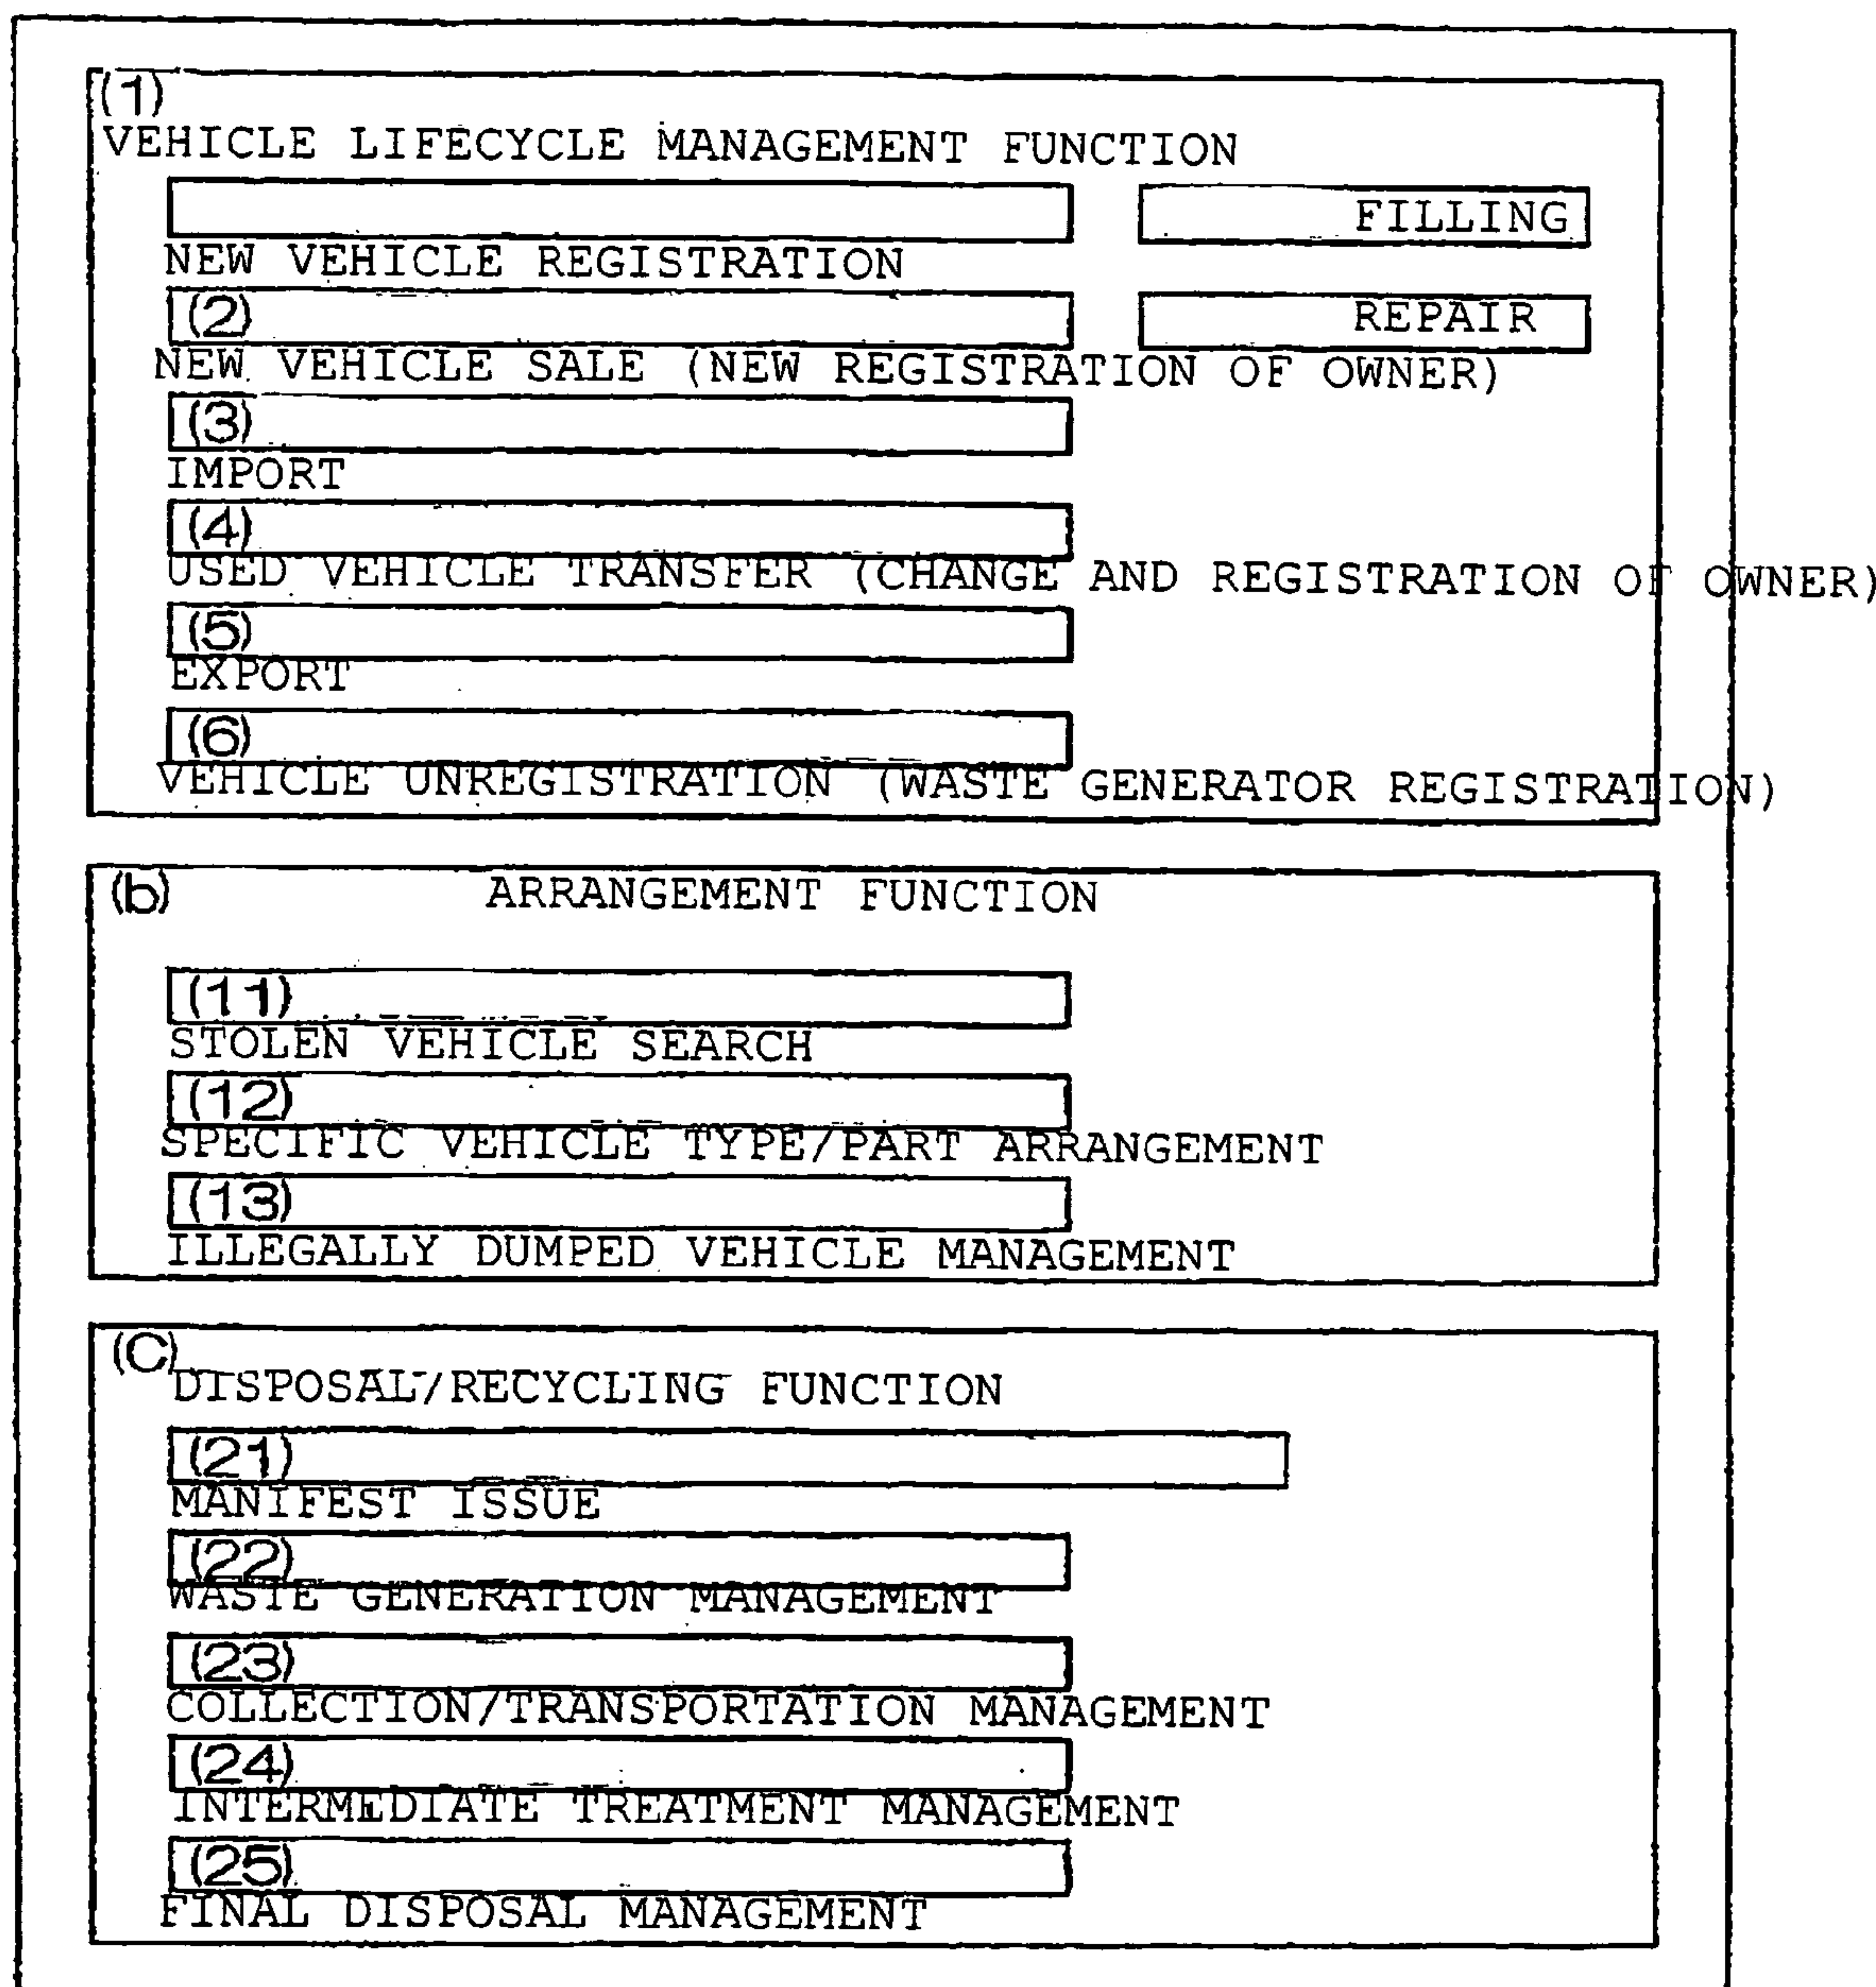 (1)
VEHICLE LIFECYCLE MANAGEMENT FUNCTION
FILLING
NEW VEHICLE REGISTRATION
(2)
REPAIR
NEW VEHICLE SALE (NEW REGISTRATION OF OWNER)
(3)
IMPORT
(4)
USED VEHICLE TRANSFER (CHANGE AND REGISTRATION OF OWNER)
(5)
EXPORT
(6)
VEHICLE UNREGISTRATION (WASTE GENERATOR REGISTRATION)
(b) ARRANGEMENT FUNCTION
(11)
STOLEN VEHICLE SEARCH
(12)
SPECIFIC VEHICLE TYPE/PART ARRANGEMENT
(13)
ILLEGALLY DUMPED VEHICLE MANAGEMENT
(C)
DISPOSAL/RECYCLING FUNCTION
(21)
MANIFEST ISSUE
(22)
WASTE GENERATION MANAGEMENT
(23)
COLLECTION/TRANSPORTATION MANAGEMENT
(24)
INTERMEDIATE TREATMENT MANAGEMENT
(25)
FINAL DISPOSAL MANAGEMENT